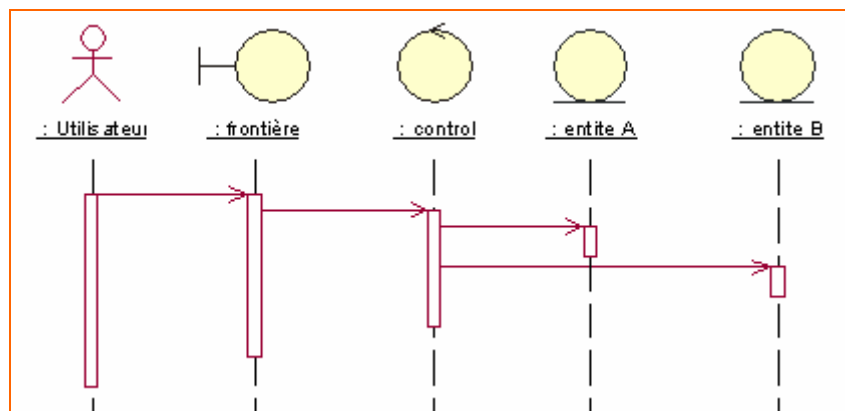 : Utilisateur
: frontière
: control
: entite A
: entite B